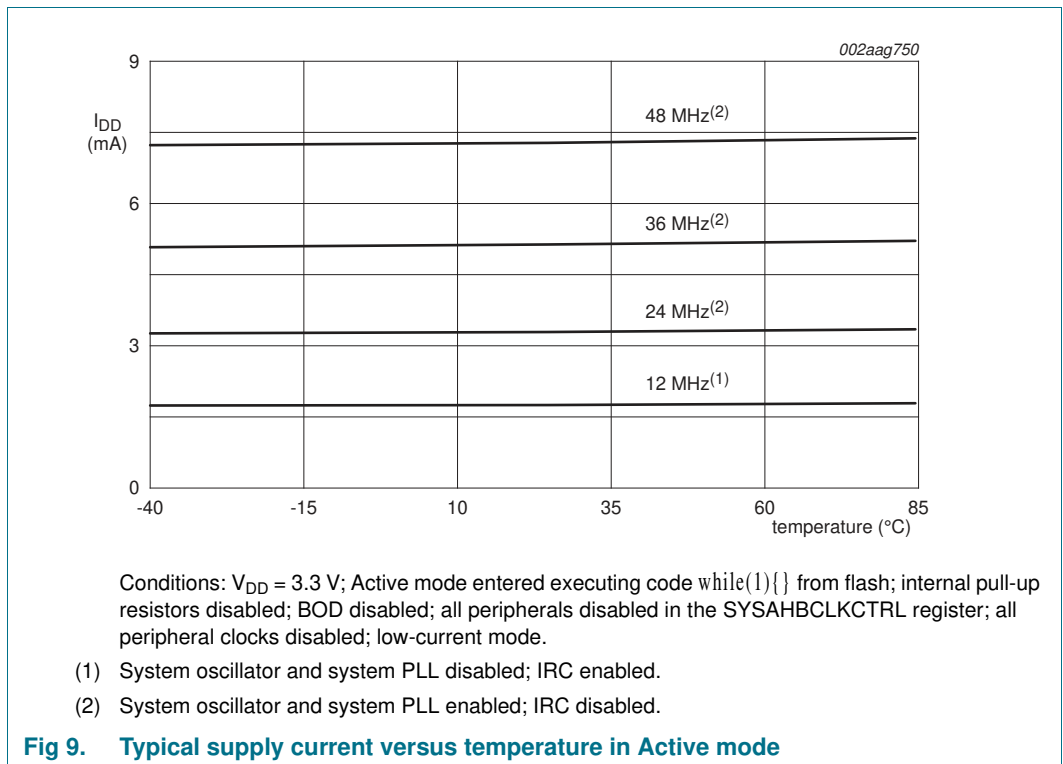 002aag750
9
IDD
(mA)
48 MHz(2)
6
36 MHz(2)
24 MHz(2)
3
12 MHz(1)
0
-40 -15 10 35 60 85
temperature (°C)
Conditions: VDD = 3.3 V; Active mode entered executing code while(1){} from flash; internal pull-up
resistors disabled; BOD disabled; all peripherals disabled in the SYSAHBCLKCTRL register; all
peripheral clocks disabled; low-current mode.
(1) System oscillator and system PLL disabled; IRC enabled.
(2) System oscillator and system PLL enabled; IRC disabled.
Fig 9. Typical supply current versus temperature in Active mode